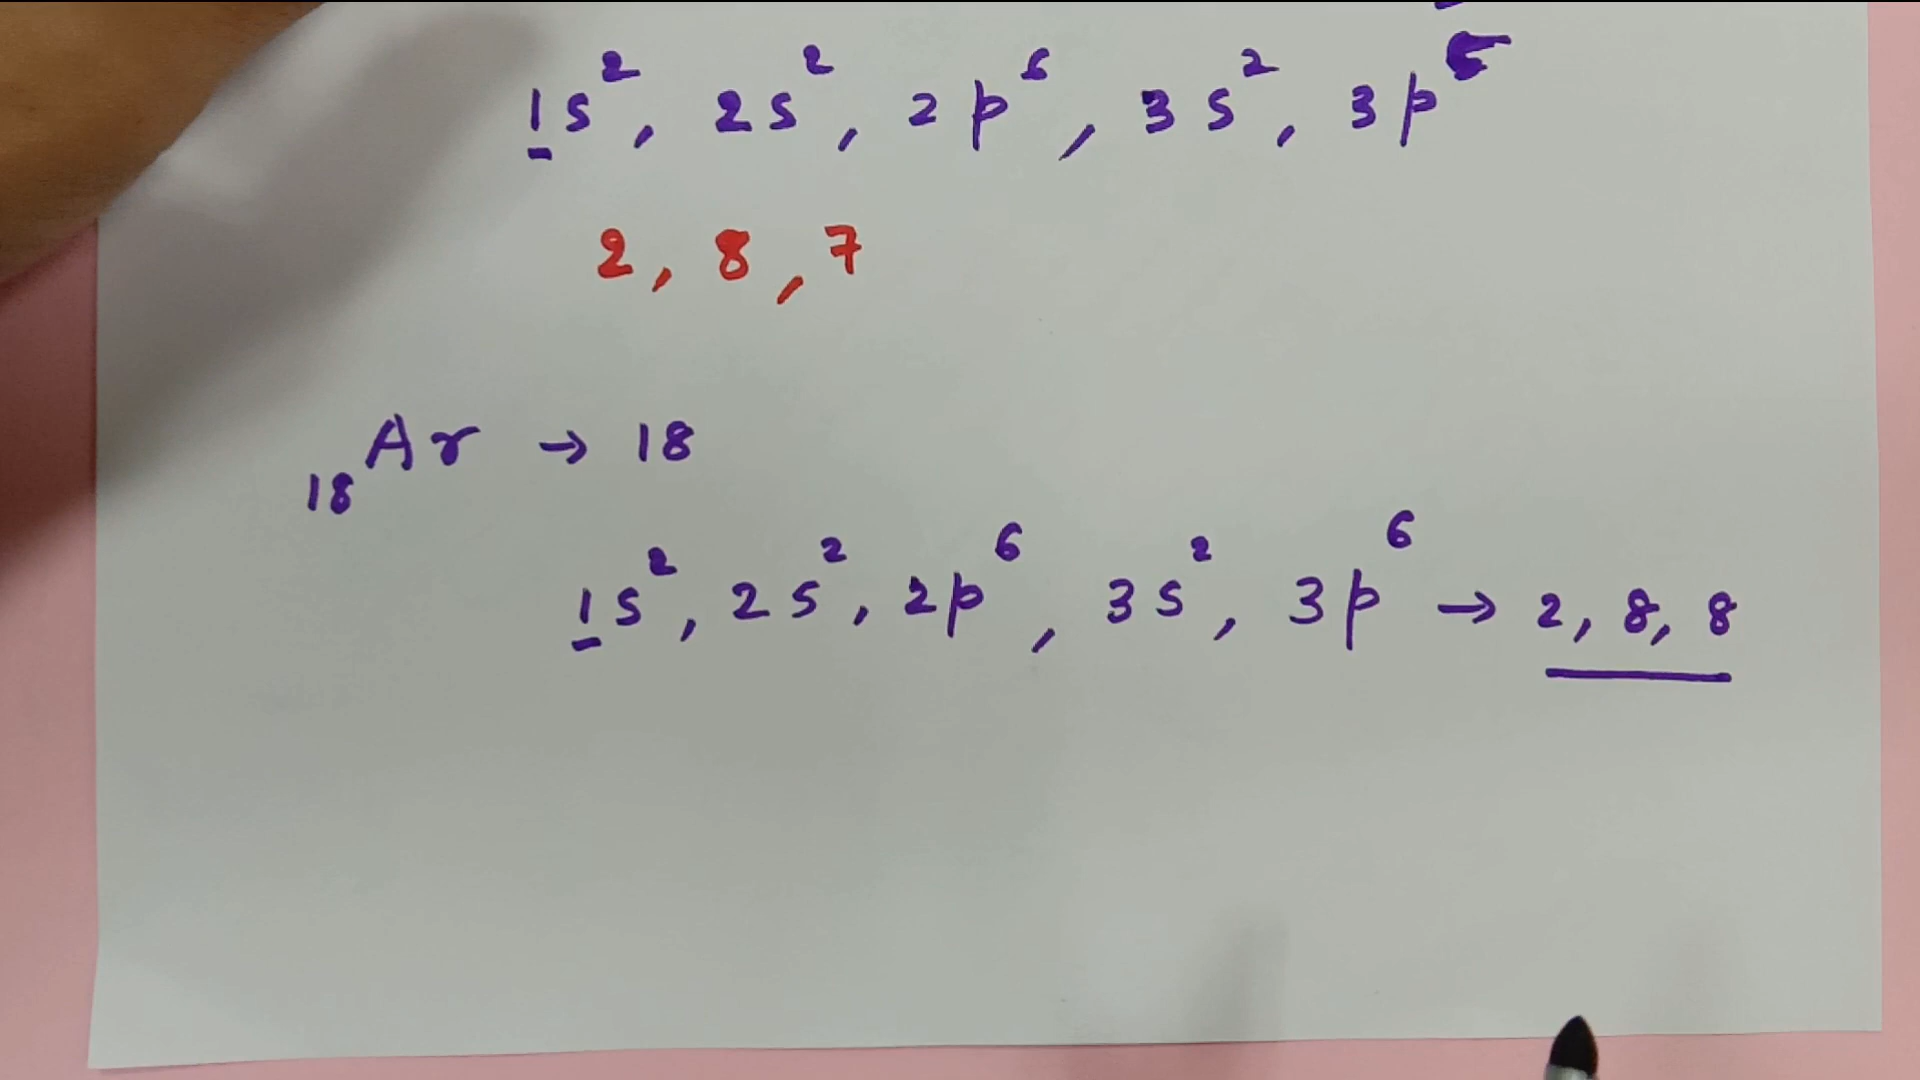 1s², 2s², 2p⁶, 3s², 3p⁵
2, 8, 7
₁₈Ar → 18
1s², 2s², 2p⁶, 3s², 3p⁶ → 2, 8, 8